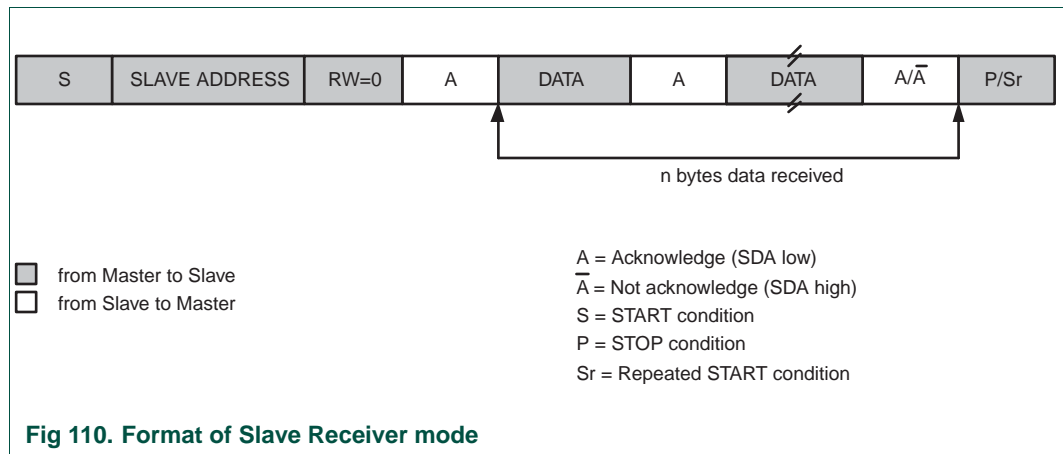 S SLAVE ADDRESS RW=0 A DATA A DATA A/A̅ P/Sr
n bytes data received
from Master to Slave
from Slave to Master
A = Acknowledge (SDA low)
A̅ = Not acknowledge (SDA high)
S = START condition
P = STOP condition
Sr = Repeated START condition
Fig 110. Format of Slave Receiver mode